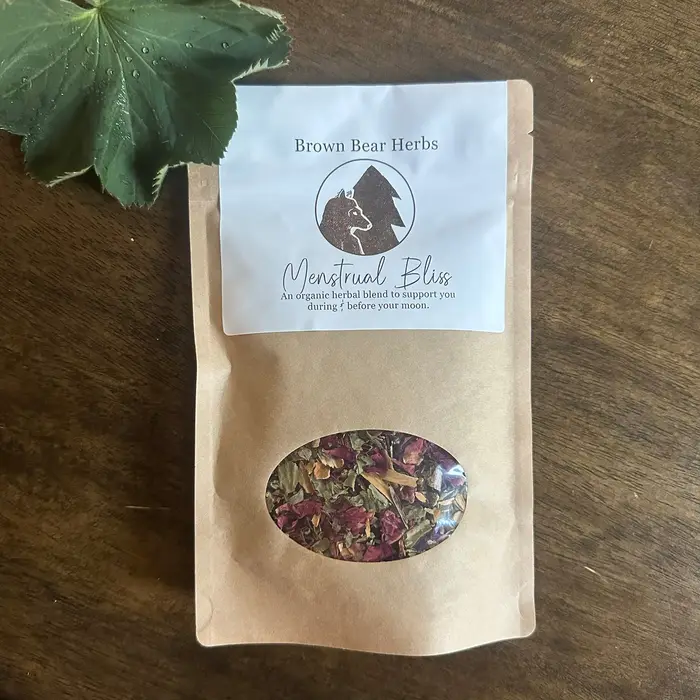 Brown Bear Herbs
Menstrual Bliss
An organic herbal blend to support you
during & before your moon.